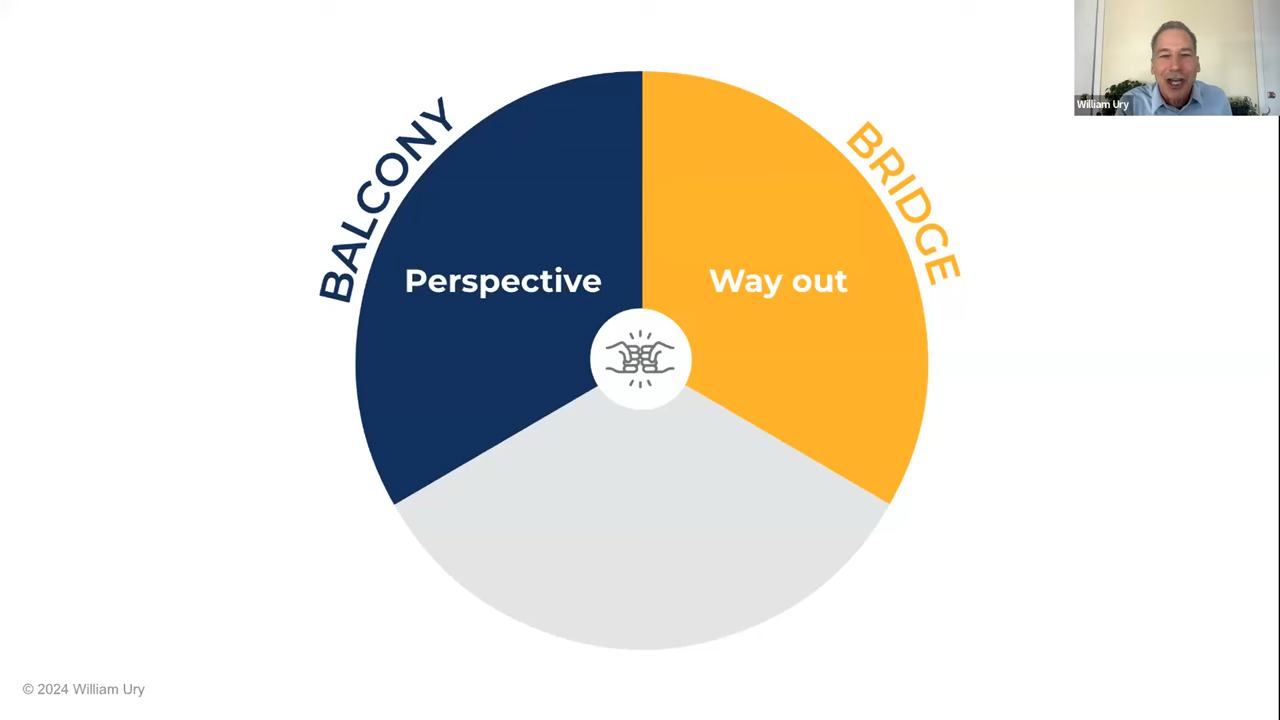 William Ury
BALCONY
BRIDGE
Perspective
Way out
© 2024 William Ury